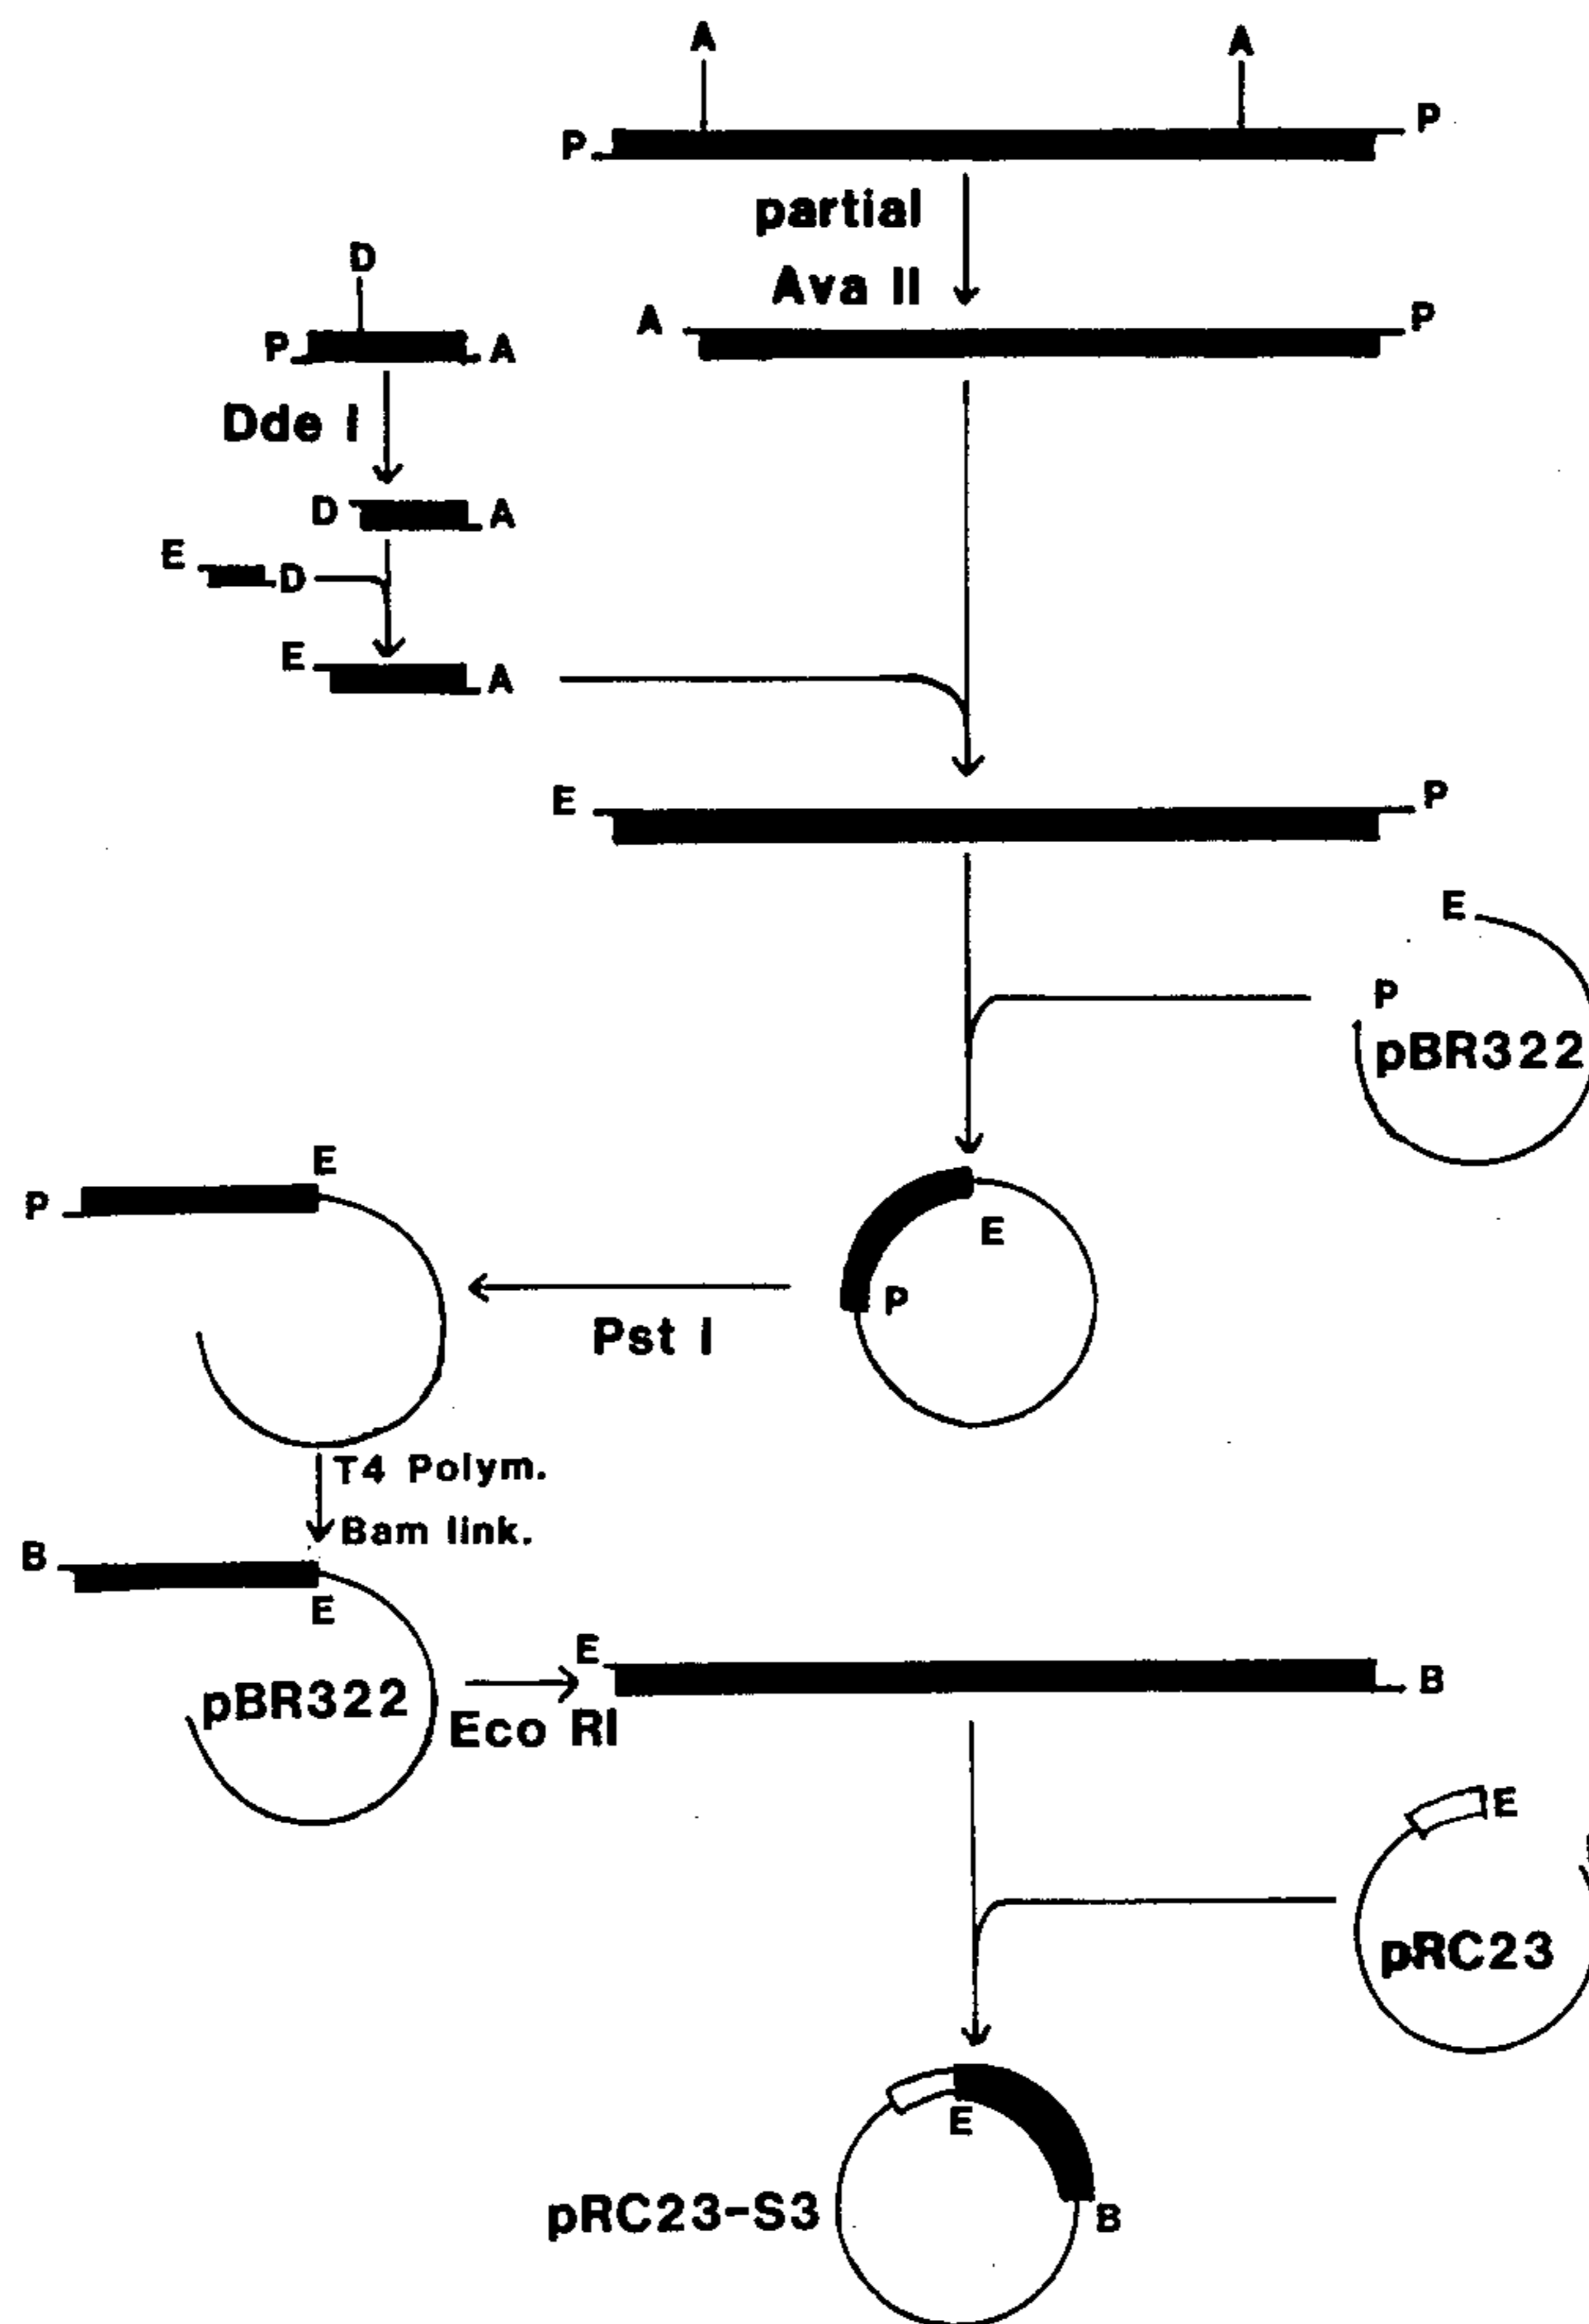 A A
P P
partial
Ava II
D
P A
A P
Dde I
D A
E D
E A
E P
E
P
pBR322
E
P
E
P
Pst I
T4 Polym.
Bam link.
B
E
E B
pBR322
Eco RI
E
pRC23
E
pRC23-S3
B